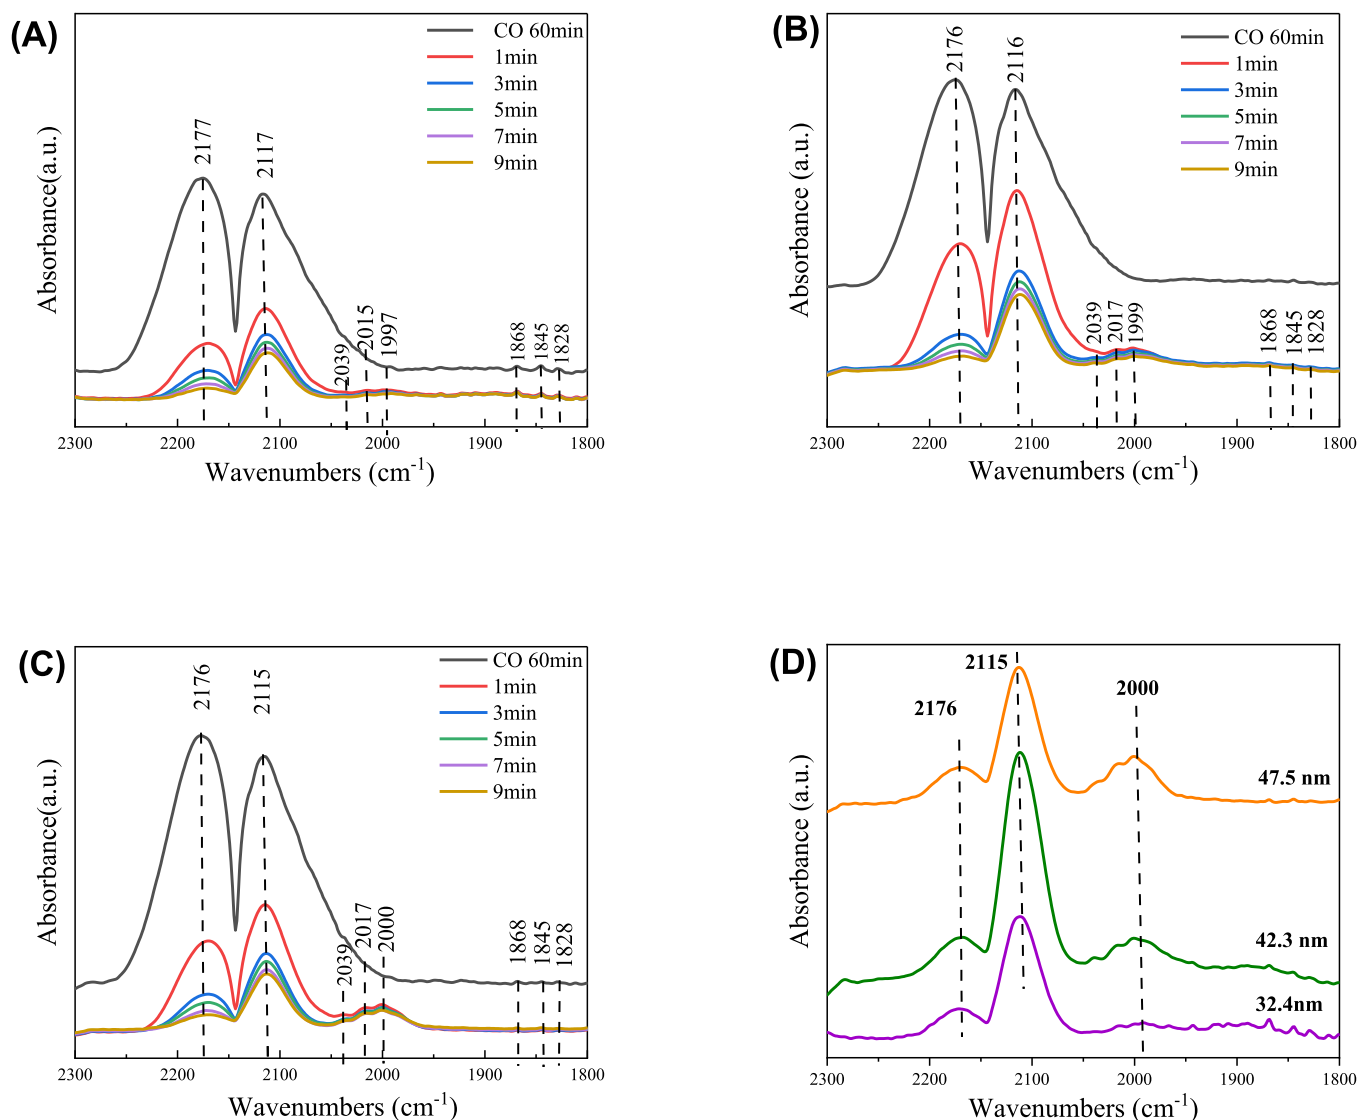 (A)
CO 60min
1min
3min
5min
7min
9min
2177
2117
2039
2015
1997
1868
1845
1828
Absorbance(a.u.)
2300
2200
2100
2000
1900
1800
Wavenumbers (cm-1)
(B)
CO 60min
1min
3min
5min
7min
9min
2176
2116
2039
2017
1999
1868
1845
1828
Absorbance (a.u.)
2300
2200
2100
2000
1900
1800
Wavenumbers (cm-1)
(C)
CO 60min
1min
3min
5min
7min
9min
2176
2115
2039
2017
2000
1868
1845
1828
Absorbance(a.u.)
2300
2200
2100
2000
1900
1800
Wavenumbers (cm-1)
(D)
2115
2176
2000
47.5 nm
42.3 nm
32.4nm
Absorbance (a.u.)
2300
2200
2100
2000
1900
1800
Wavenumbers (cm-1)